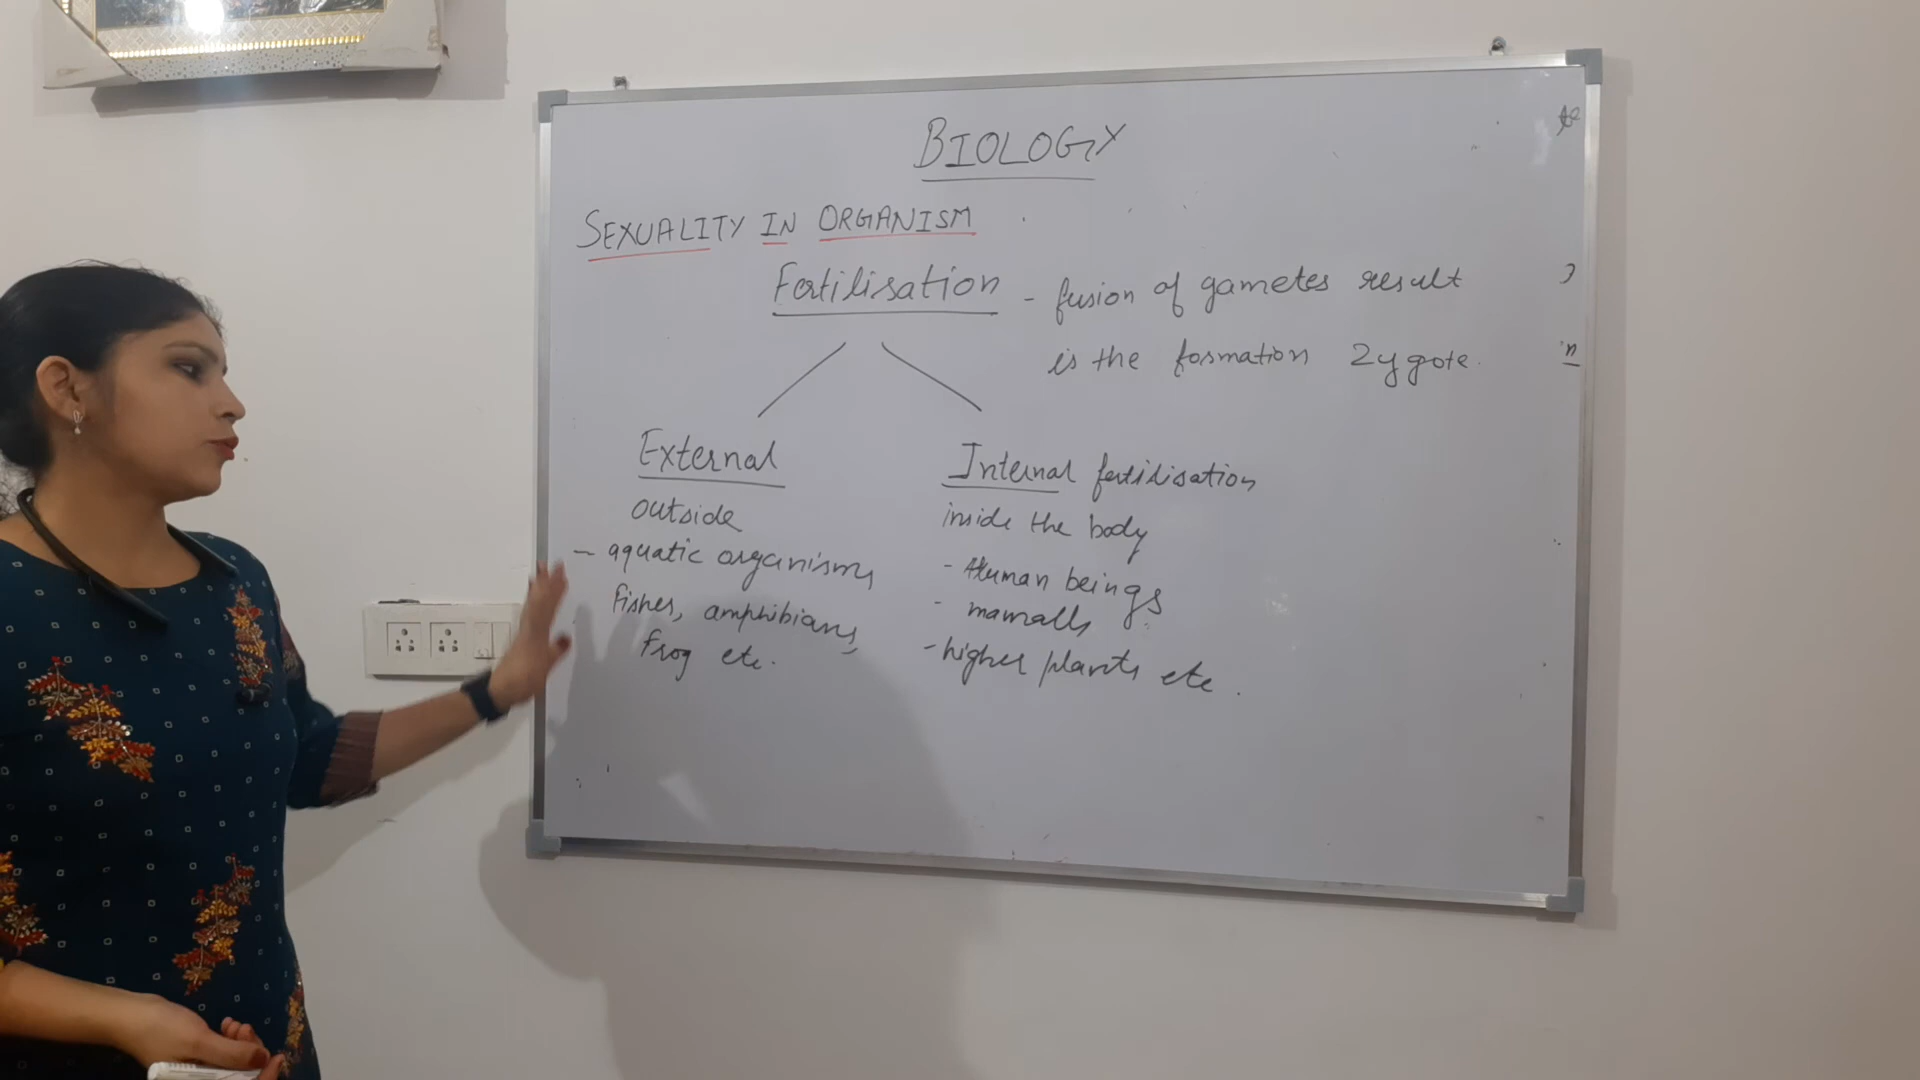 BIOLOGY
SEXUALITY IN ORGANISM
Fertilisation - fusion of gametes result
is the formation Zygote.
External
outside
- aquatic organisms,
fishes, amphibians,
frog etc.
Internal fertilisation
inside the body
- Human beings
- mamalls
- higher plants etc.